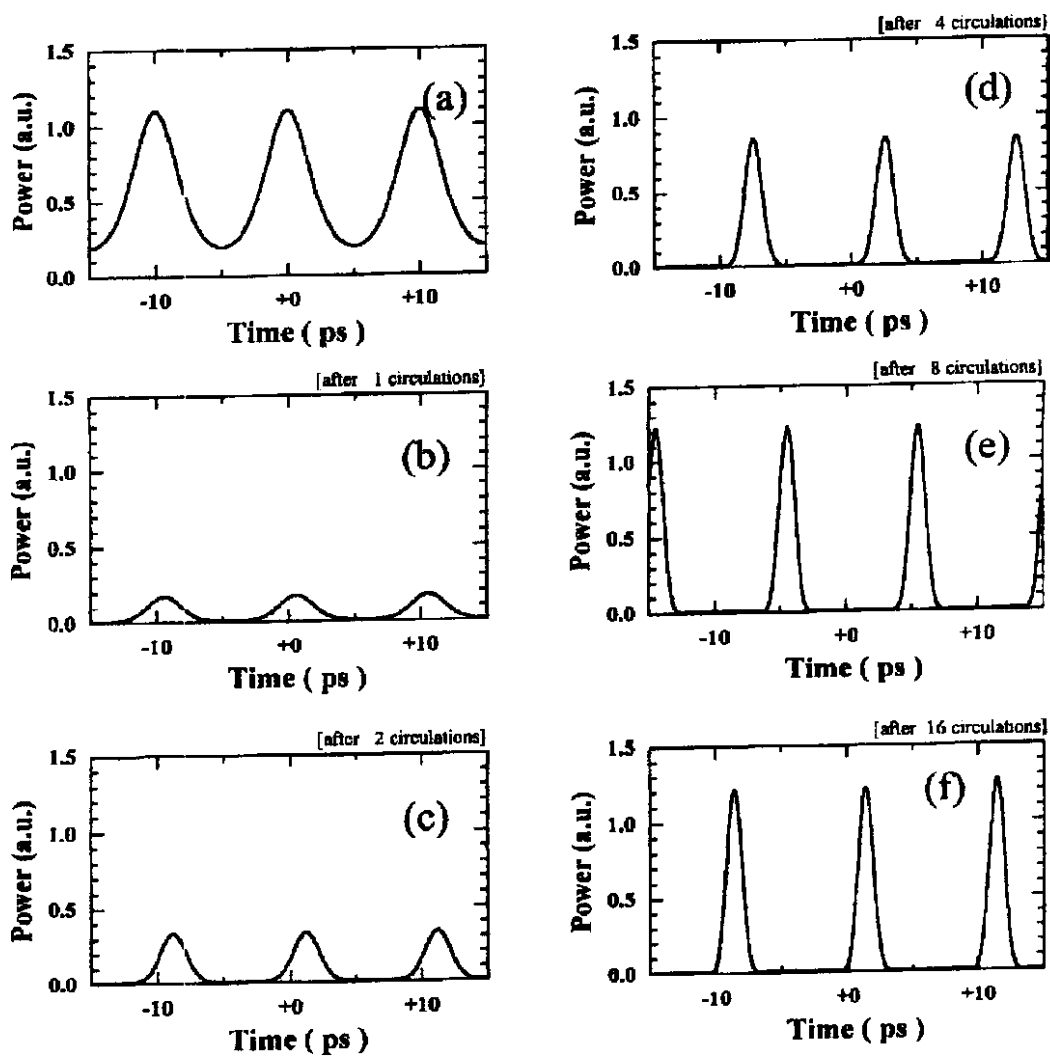 1.5
1.0
0.5
0.0
Power (a.u.)
(a)
-10
+0
+10
Time ( ps )
[after 1 circulations]
1.5
1.0
0.5
0.0
Power (a.u.)
(b)
-10
+0
+10
Time ( ps )
[after 2 circulations]
1.5
1.0
0.5
0.0
Power (a.u.)
(c)
-10
+0
+10
Time ( ps )
[after 4 circulations]
1.5
1.0
0.5
0.0
Power (a.u.)
(d)
-10
+0
+10
Time ( ps )
[after 8 circulations]
1.5
1.0
0.5
0.0
Power (a.u.)
(e)
-10
+0
+10
Time ( ps )
[after 16 circulations]
1.5
1.0
0.5
0.0
Power (a.u.)
(f)
-10
+0
+10
Time ( ps )